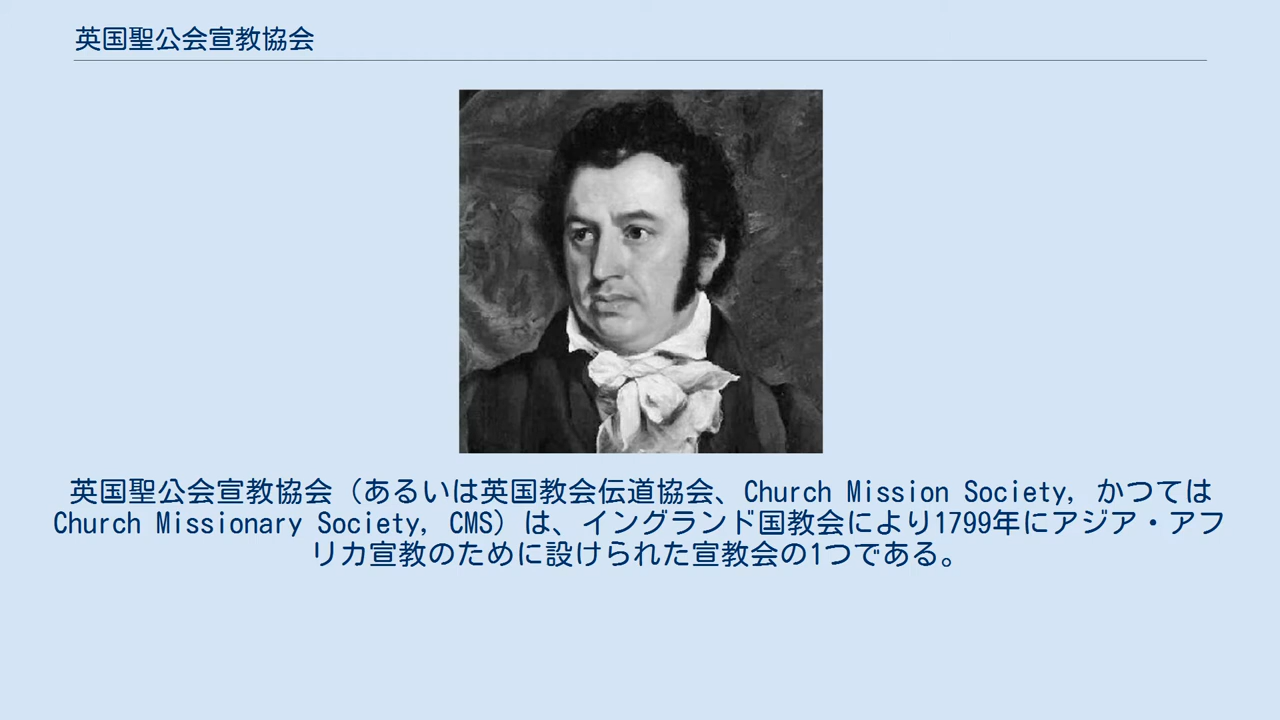 英国聖公会宣教協会
英国聖公会宣教協会（あるいは英国教会伝道協会、Church Mission Society, かつては
Church Missionary Society, CMS）は、イングランド国教会により1799年にアジア・アフ
リカ宣教のために設けられた宣教会の1つである。